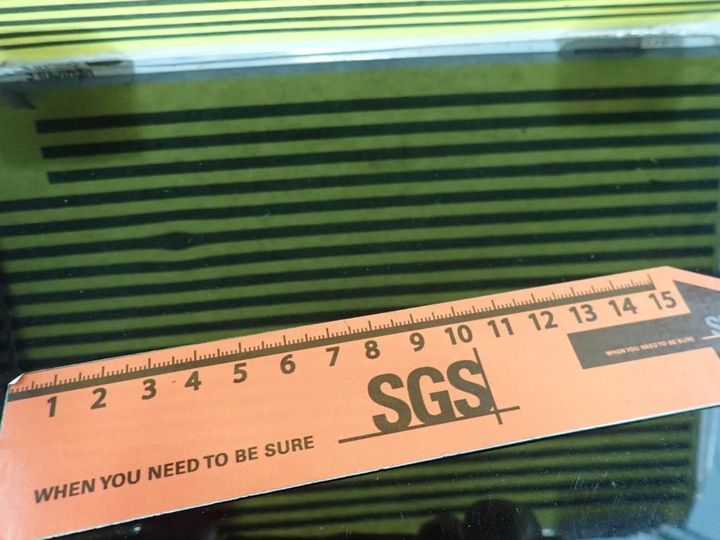 1 2 3 4 5 6 7 8 9 10 11 12 13 14 15
WHEN YOU NEED TO BE SURE
SGS
WHEN YOU NEED TO BE SURE